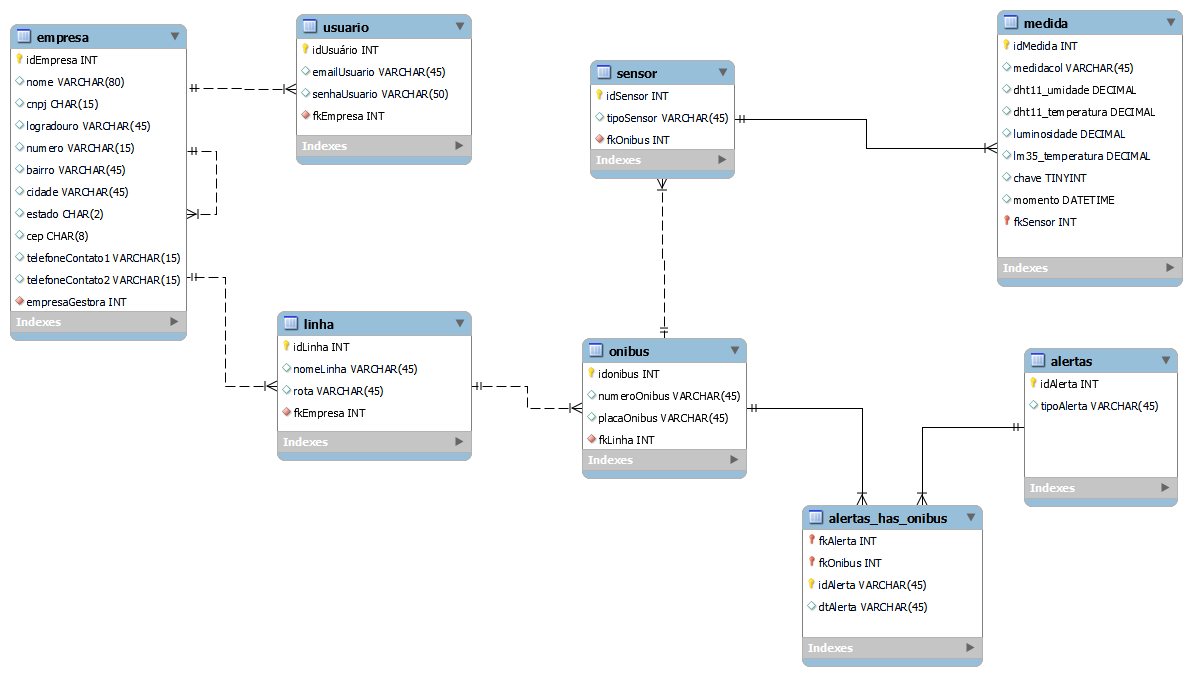 empresa
idEmpresa INT
nome VARCHAR(80)
cnpj CHAR(15)
logradouro VARCHAR(45)
numero VARCHAR(15)
bairro VARCHAR(45)
cidade VARCHAR(45)
estado CHAR(2)
cep CHAR(8)
telefoneContato1 VARCHAR(15)
telefoneContato2 VARCHAR(15)
empresaGestora INT
Indexes
usuario
idUsuário INT
emailUsuario VARCHAR(45)
senhaUsuario VARCHAR(50)
fkEmpresa INT
Indexes
sensor
idSensor INT
tipoSensor VARCHAR(45)
fkOnibus INT
Indexes
medida
idMedida INT
medidacol VARCHAR(45)
dht11_umidade DECIMAL
dht11_temperatura DECIMAL
luminosidade DECIMAL
lm35_temperatura DECIMAL
chave TINYINT
momento DATETIME
fkSensor INT
Indexes
linha
idLinha INT
nomeLinha VARCHAR(45)
rota VARCHAR(45)
fkEmpresa INT
Indexes
onibus
idonibus INT
numeroOnibus VARCHAR(45)
placaOnibus VARCHAR(45)
fkLinha INT
Indexes
alertas
idAlerta INT
tipoAlerta VARCHAR(45)
Indexes
alertas_has_onibus
fkAlerta INT
fkOnibus INT
idAlerta VARCHAR(45)
dtAlerta VARCHAR(45)
Indexes